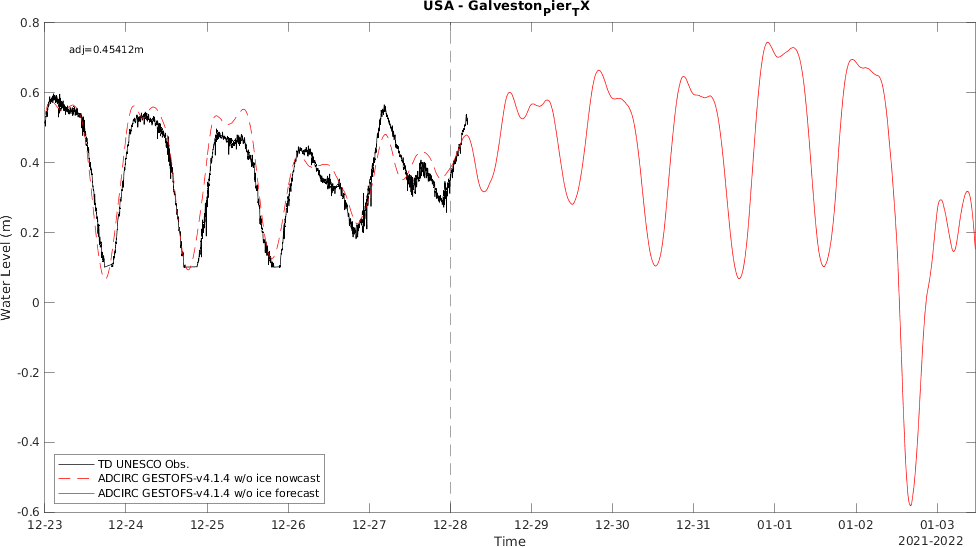 USA - Galveston_Pier_TX
0.8
adj=0.45412m
0.6
0.4
0.2
0
-0.2
-0.4
-0.6
Water Level (m)
TD UNESCO Obs.
ADCIRC GESTOFS-v4.1.4 w/o ice nowcast
ADCIRC GESTOFS-v4.1.4 w/o ice forecast
12-23 12-24 12-25 12-26 12-27 12-28 12-29 12-30 12-31 01-01 01-02 01-03
Time
2021-2022